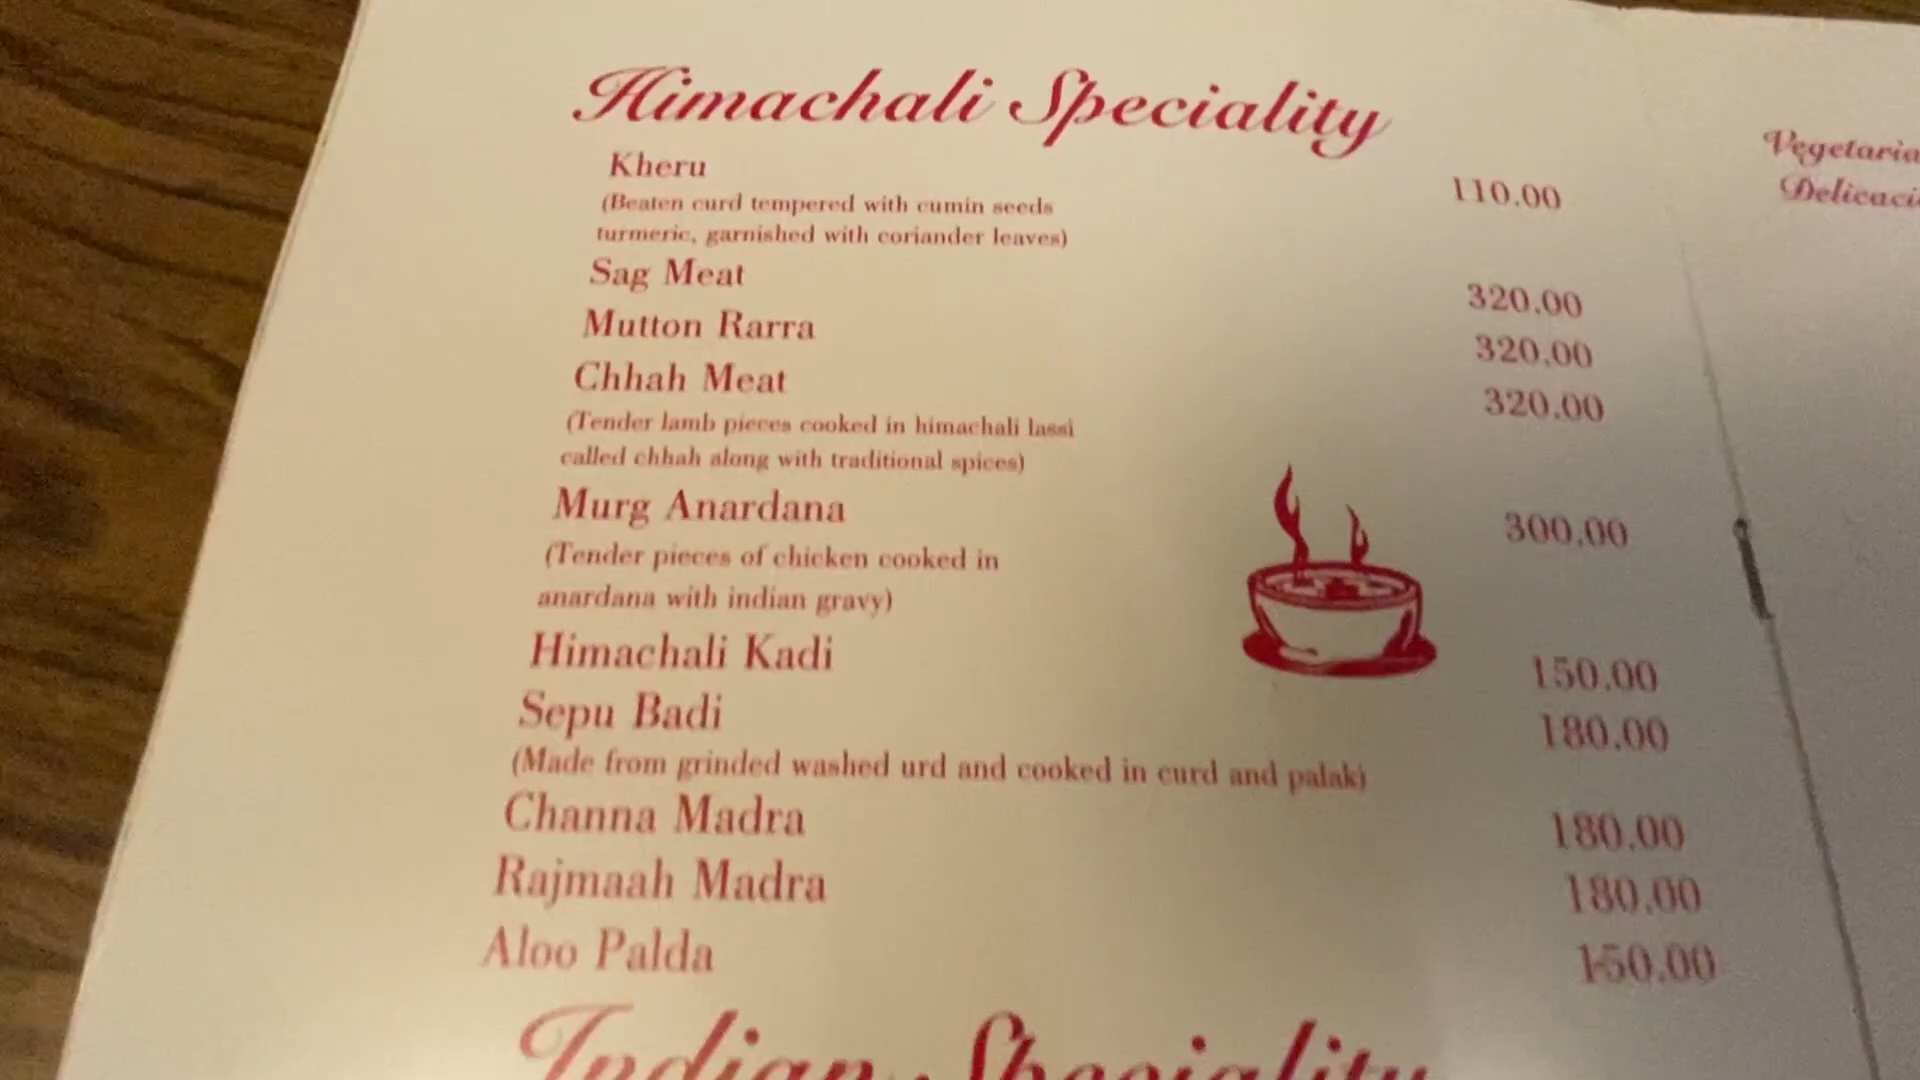 Himachali Speciality
Kheru 110.00
(Beaten curd tempered with cumin seeds
turmeric, garnished with coriander leaves)
Sag Meat 320.00
Mutton Rarra 320.00
Chhah Meat 320.00
(Tender lamb pieces cooked in himachali lassi
called chhah along with traditional spices)
Murg Anardana 300.00
(Tender pieces of chicken cooked in
anardana with indian gravy)
Himachali Kadi 150.00
Sepu Badi 180.00
(Made from grinded washed urd and cooked in curd and palak)
Channa Madra 180.00
Rajmaah Madra 180.00
Aloo Palda 150.00
Indian Speciality